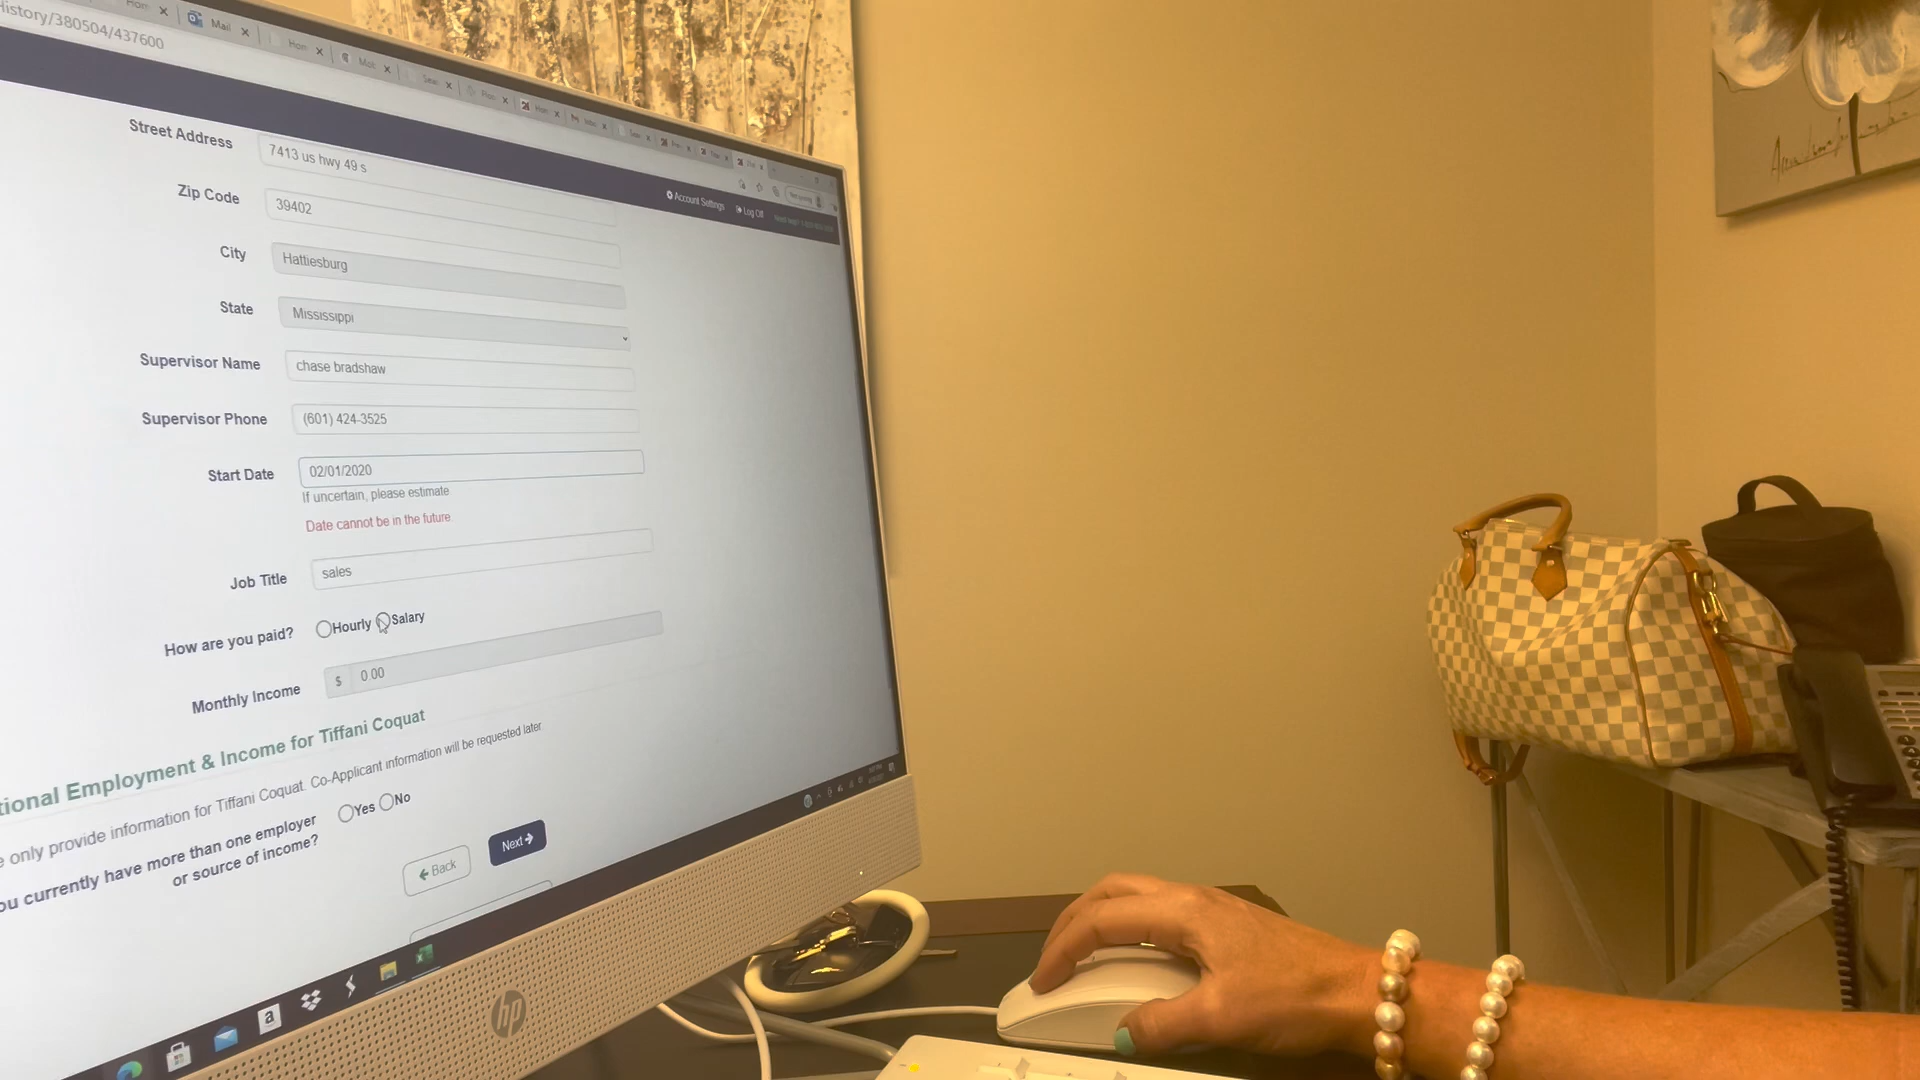 History/380504/437600
Mail
Account Settings
Log Off
Street Address
7413 us hwy 49 s
Zip Code
39402
City
Hattiesburg
State
Mississippi
Supervisor Name
chase bradshaw
Supervisor Phone
(601) 424-3525
Start Date
02/01/2020
If uncertain, please estimate
Date cannot be in the future.
Job Title
sales
How are you paid?
Hourly Salary
Monthly Income
$ 0.00
tional Employment & Income for Tiffani Coquat
e only provide information for Tiffani Coquat. Co-Applicant information will be requested later.
ou currently have more than one employer
or source of income?
Yes No
Back
Next
hp